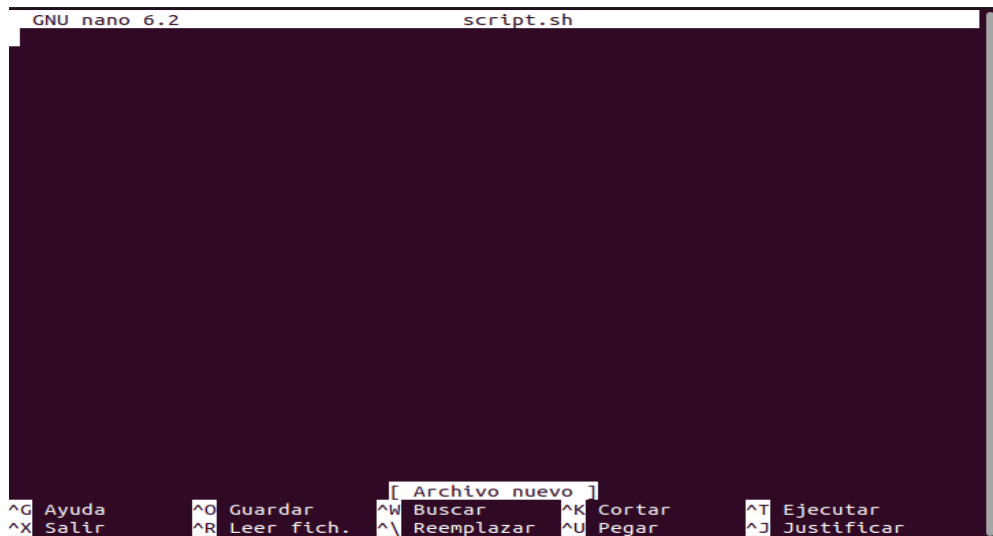 GNU nano 6.2 script.sh
[ Archivo nuevo ]
^G Ayuda ^O Guardar ^W Buscar ^K Cortar ^T Ejecutar
^X Salir ^R Leer fich. ^\ Reemplazar ^U Pegar ^J Justificar